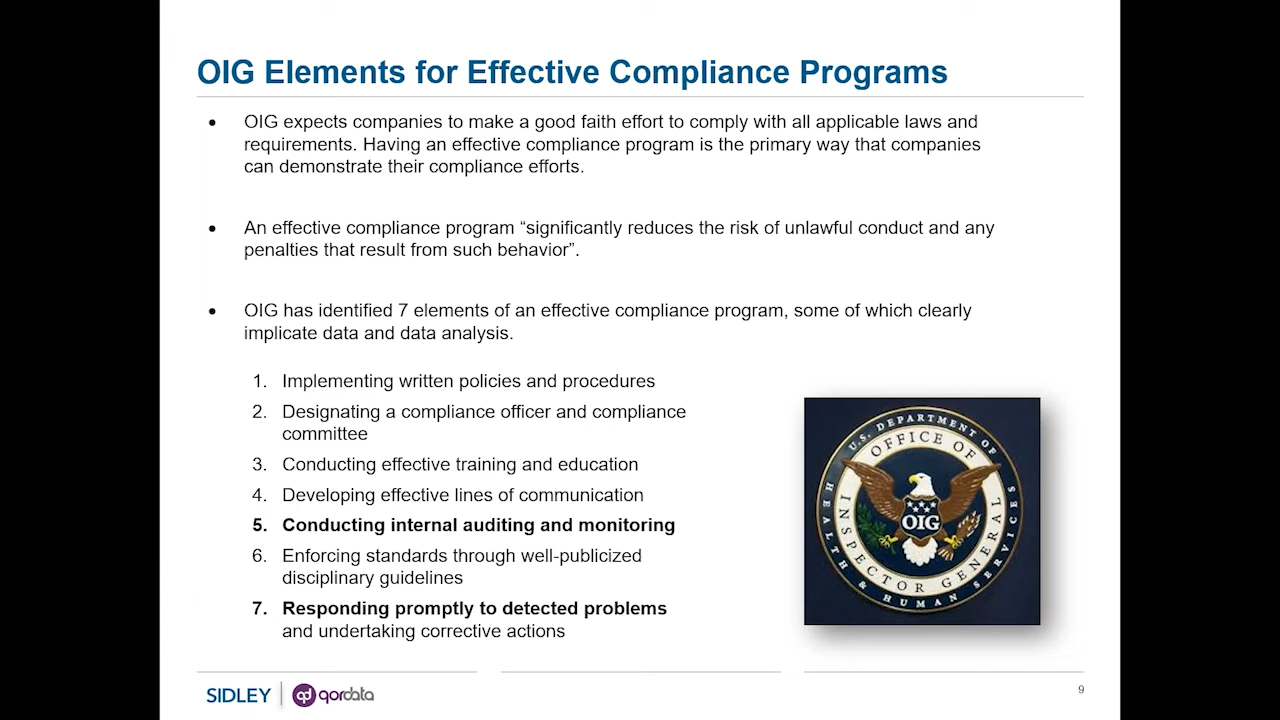 OIG Elements for Effective Compliance Programs
• OIG expects companies to make a good faith effort to comply with all applicable laws and
requirements. Having an effective compliance program is the primary way that companies
can demonstrate their compliance efforts.
• An effective compliance program “significantly reduces the risk of unlawful conduct and any
penalties that result from such behavior”.
• OIG has identified 7 elements of an effective compliance program, some of which clearly
implicate data and data analysis.
1. Implementing written policies and procedures
2. Designating a compliance officer and compliance
committee
3. Conducting effective training and education
4. Developing effective lines of communication
5. Conducting internal auditing and monitoring
6. Enforcing standards through well-publicized
disciplinary guidelines
7. Responding promptly to detected problems
and undertaking corrective actions
U.S. DEPARTMENT OF
HEALTH & HUMAN SERVICES
OFFICE OF
INSPECTOR GENERAL
OIG
SIDLEY
qd qordata
9